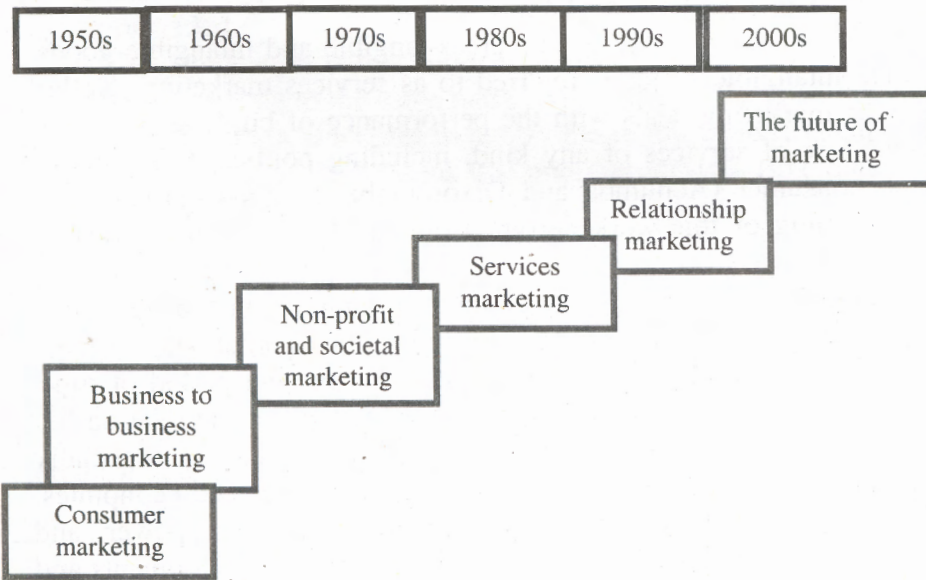 1950s 1960s 1970s 1980s 1990s 2000s
The future of
marketing
Relationship
marketing
Services
marketing
Non-profit
and societal
marketing
Business to
business
marketing
Consumer
marketing